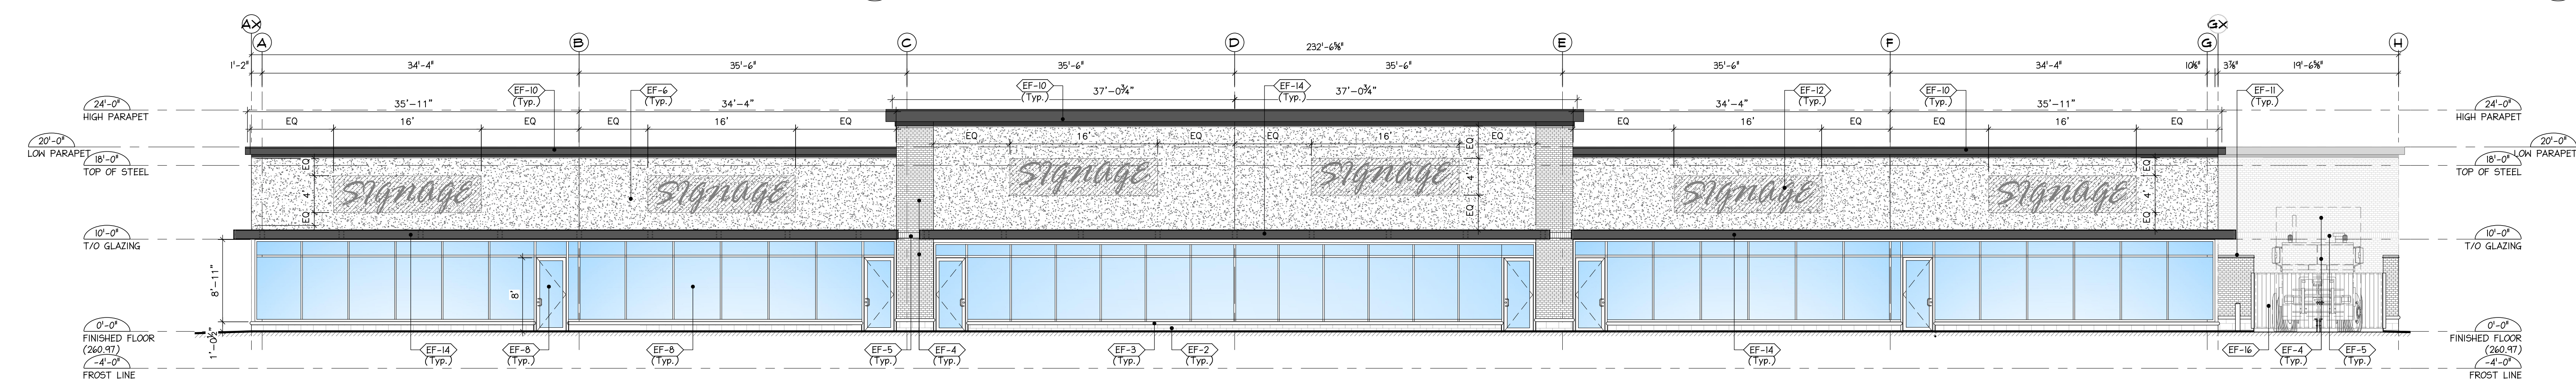 AX
GX
A
B
C
D
E
F
G
H
232'-6⅝"
1'-2"
34'-4"
35'-6"
35'-6"
35'-6"
35'-6"
34'-4"
10⅛"
3⅞"
19'-6⅝"
EF-10
(Typ.)
EF-6
(Typ.)
EF-10
(Typ.)
EF-14
(Typ.)
EF-12
(Typ.)
EF-10
(Typ.)
EF-11
(Typ.)
37'-0¾"
37'-0¾"
24'-0"
HIGH PARAPET
35'-11"
34'-4"
34'-4"
35'-11"
24'-0"
HIGH PARAPET
EQ
16'
EQ
EQ
16'
EQ
EQ
16'
EQ
EQ
16'
EQ
EQ
16'
EQ
EQ
16'
EQ
20'-0"
LOW PARAPET
20'-0"
LOW PARAPET
18'-0"
TOP OF STEEL
18'-0"
TOP OF STEEL
EQ
4'
EQ
EQ
4'
EQ
EQ
4'
EQ
SIGNAGE
SIGNAGE
SIGNAGE
SIGNAGE
SIGNAGE
SIGNAGE
10'-0"
T/O GLAZING
10'-0"
T/O GLAZING
8'-11"
8'
1'-0½"
0'-0"
FINISHED FLOOR
(260.97)
0'-0"
FINISHED FLOOR
(260.97)
EF-14
(Typ.)
EF-8
(Typ.)
EF-8
(Typ.)
EF-5
(Typ.)
EF-4
(Typ.)
EF-3
(Typ.)
EF-2
(Typ.)
EF-14
(Typ.)
EF-16
EF-4
(Typ.)
EF-5
(Typ.)
-4'-0"
FROST LINE
-4'-0"
FROST LINE